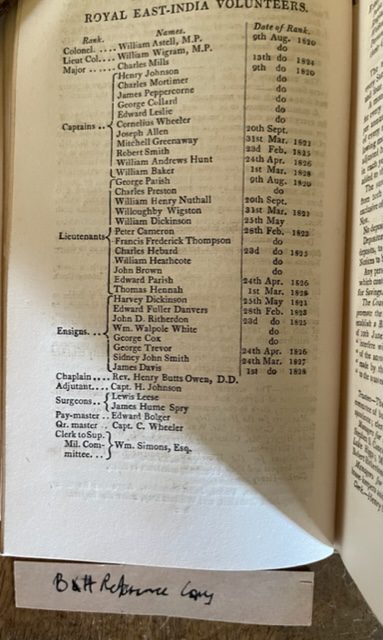 ROYAL EAST-INDIA VOLUNTEERS.
Rank. Names. Date of Rank.
Colonel. .... William Astell, M.P. 9th Aug. 1820
Lieut Col.... William Wigram, M.P. do
Major ...... Charles Mills 13th do 1824
Captains .. Henry Johnson 9th do 1820
Charles Mortimer do
James Peppercorne do
George Collard do
Edward Leslie do
Cornelius Wheeler do
Joseph Allen 20th Sept.
Mitchell Greenaway 31st Mar. 1821
Robert Smith 23d Feb. 1825
William Andrews Hunt 24th Apr. 1826
William Baker 1st Mar. 1828
Lieutenants George Parish 9th Aug. 1820
Charles Preston do
William Henry Nuthall 20th Sept.
Willoughby Wigston 31st Mar. 1821
William Dickinson 25th May
Peter Cameron 28th Feb. 1823
Francis Frederick Thompson do
Charles Hebard 23d do 1825
William Heathcote do
John Brown do
Edward Parish 24th Apr. 1826
Thomas Hennah 1st Mar. 1828
Ensigns. .. Harvey Dickinson 25th May 1821
Edward Fuller Danvers 28th Feb. 1823
John D. Ritherdon 23d do 1825
Wm. Walpole White do
George Cox do
George Trevor 24th Apr. 1826
Sidney John Smith 24th Mar. 1827
James Davis 1st do 1828
Chaplain .... Rev. Henry Butts Owen, D.D.
Adjutant.... Capt. H. Johnson
Surgeons .. Lewis Leese
James Hume Spry
Pay-master .. Edward Bolger
Qr. master .. Capt. C. Wheeler
Clerk to Sup.
Mil. Com- Wm. Simons, Esq.
mittee. ..
B&H Reference Copy